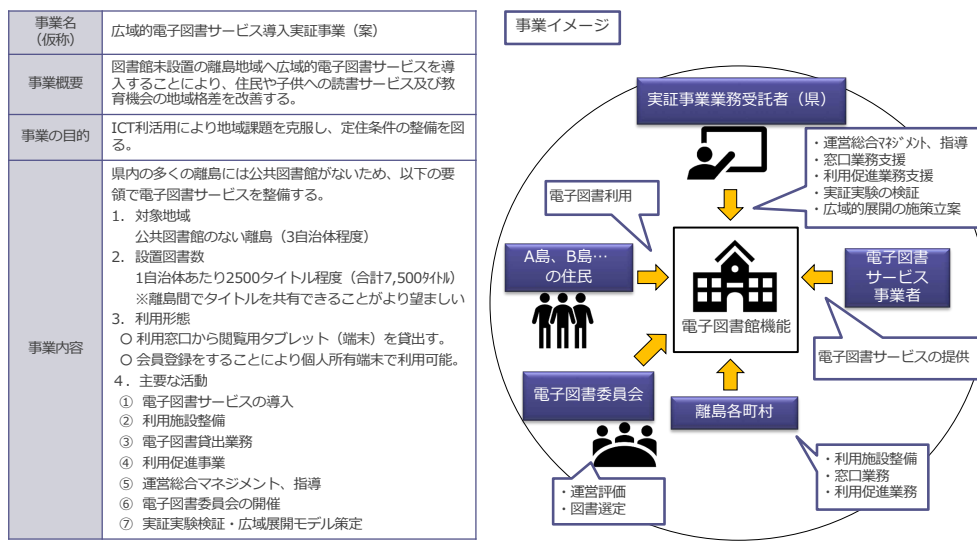 事業名
（仮称）
広域的電子図書サービス導入実証事業（案）
事業概要
図書館未設置の離島地域へ広域的電子図書サービスを導
入することにより、住民や子供への読書サービス及び教
育機会の地域格差を改善する。
事業の目的
ICT利活用により地域課題を克服し、定住条件の整備を図
る。
事業内容
県内の多くの離島には公共図書館がないため、以下の要
領で電子図書サービスを整備する。
1．対象地域
公共図書館のない離島（3自治体程度）
2．設置図書数
1自治体あたり2500タイトル程度（合計7,500ﾀｲﾄﾙ）
※離島間でタイトルを共有できることがより望ましい
3．利用形態
○ 利用窓口から閲覧用タブレット（端末）を貸出す。
○ 会員登録をすることにより個人所有端末で利用可能。
４．主要な活動
① 電子図書サービスの導入
② 利用施設整備
③ 電子図書貸出業務
④ 利用促進事業
⑤ 運営総合マネジメント、指導
⑥ 電子図書委員会の開催
⑦ 実証実験検証・広域展開モデル策定
事業イメージ
実証事業業務受託者（県）
・運営総合ﾏﾈｼﾞﾒﾝﾄ、指導
・窓口業務支援
・利用促進業務支援
・実証実験の検証
・広域的展開の施策立案
電子図書利用
A島、B島…
の住民
電子図書館機能
電子図書
サービス
事業者
電子図書サービスの提供
電子図書委員会
離島各町村
・運営評価
・図書選定
・利用施設整備
・窓口業務
・利用促進業務